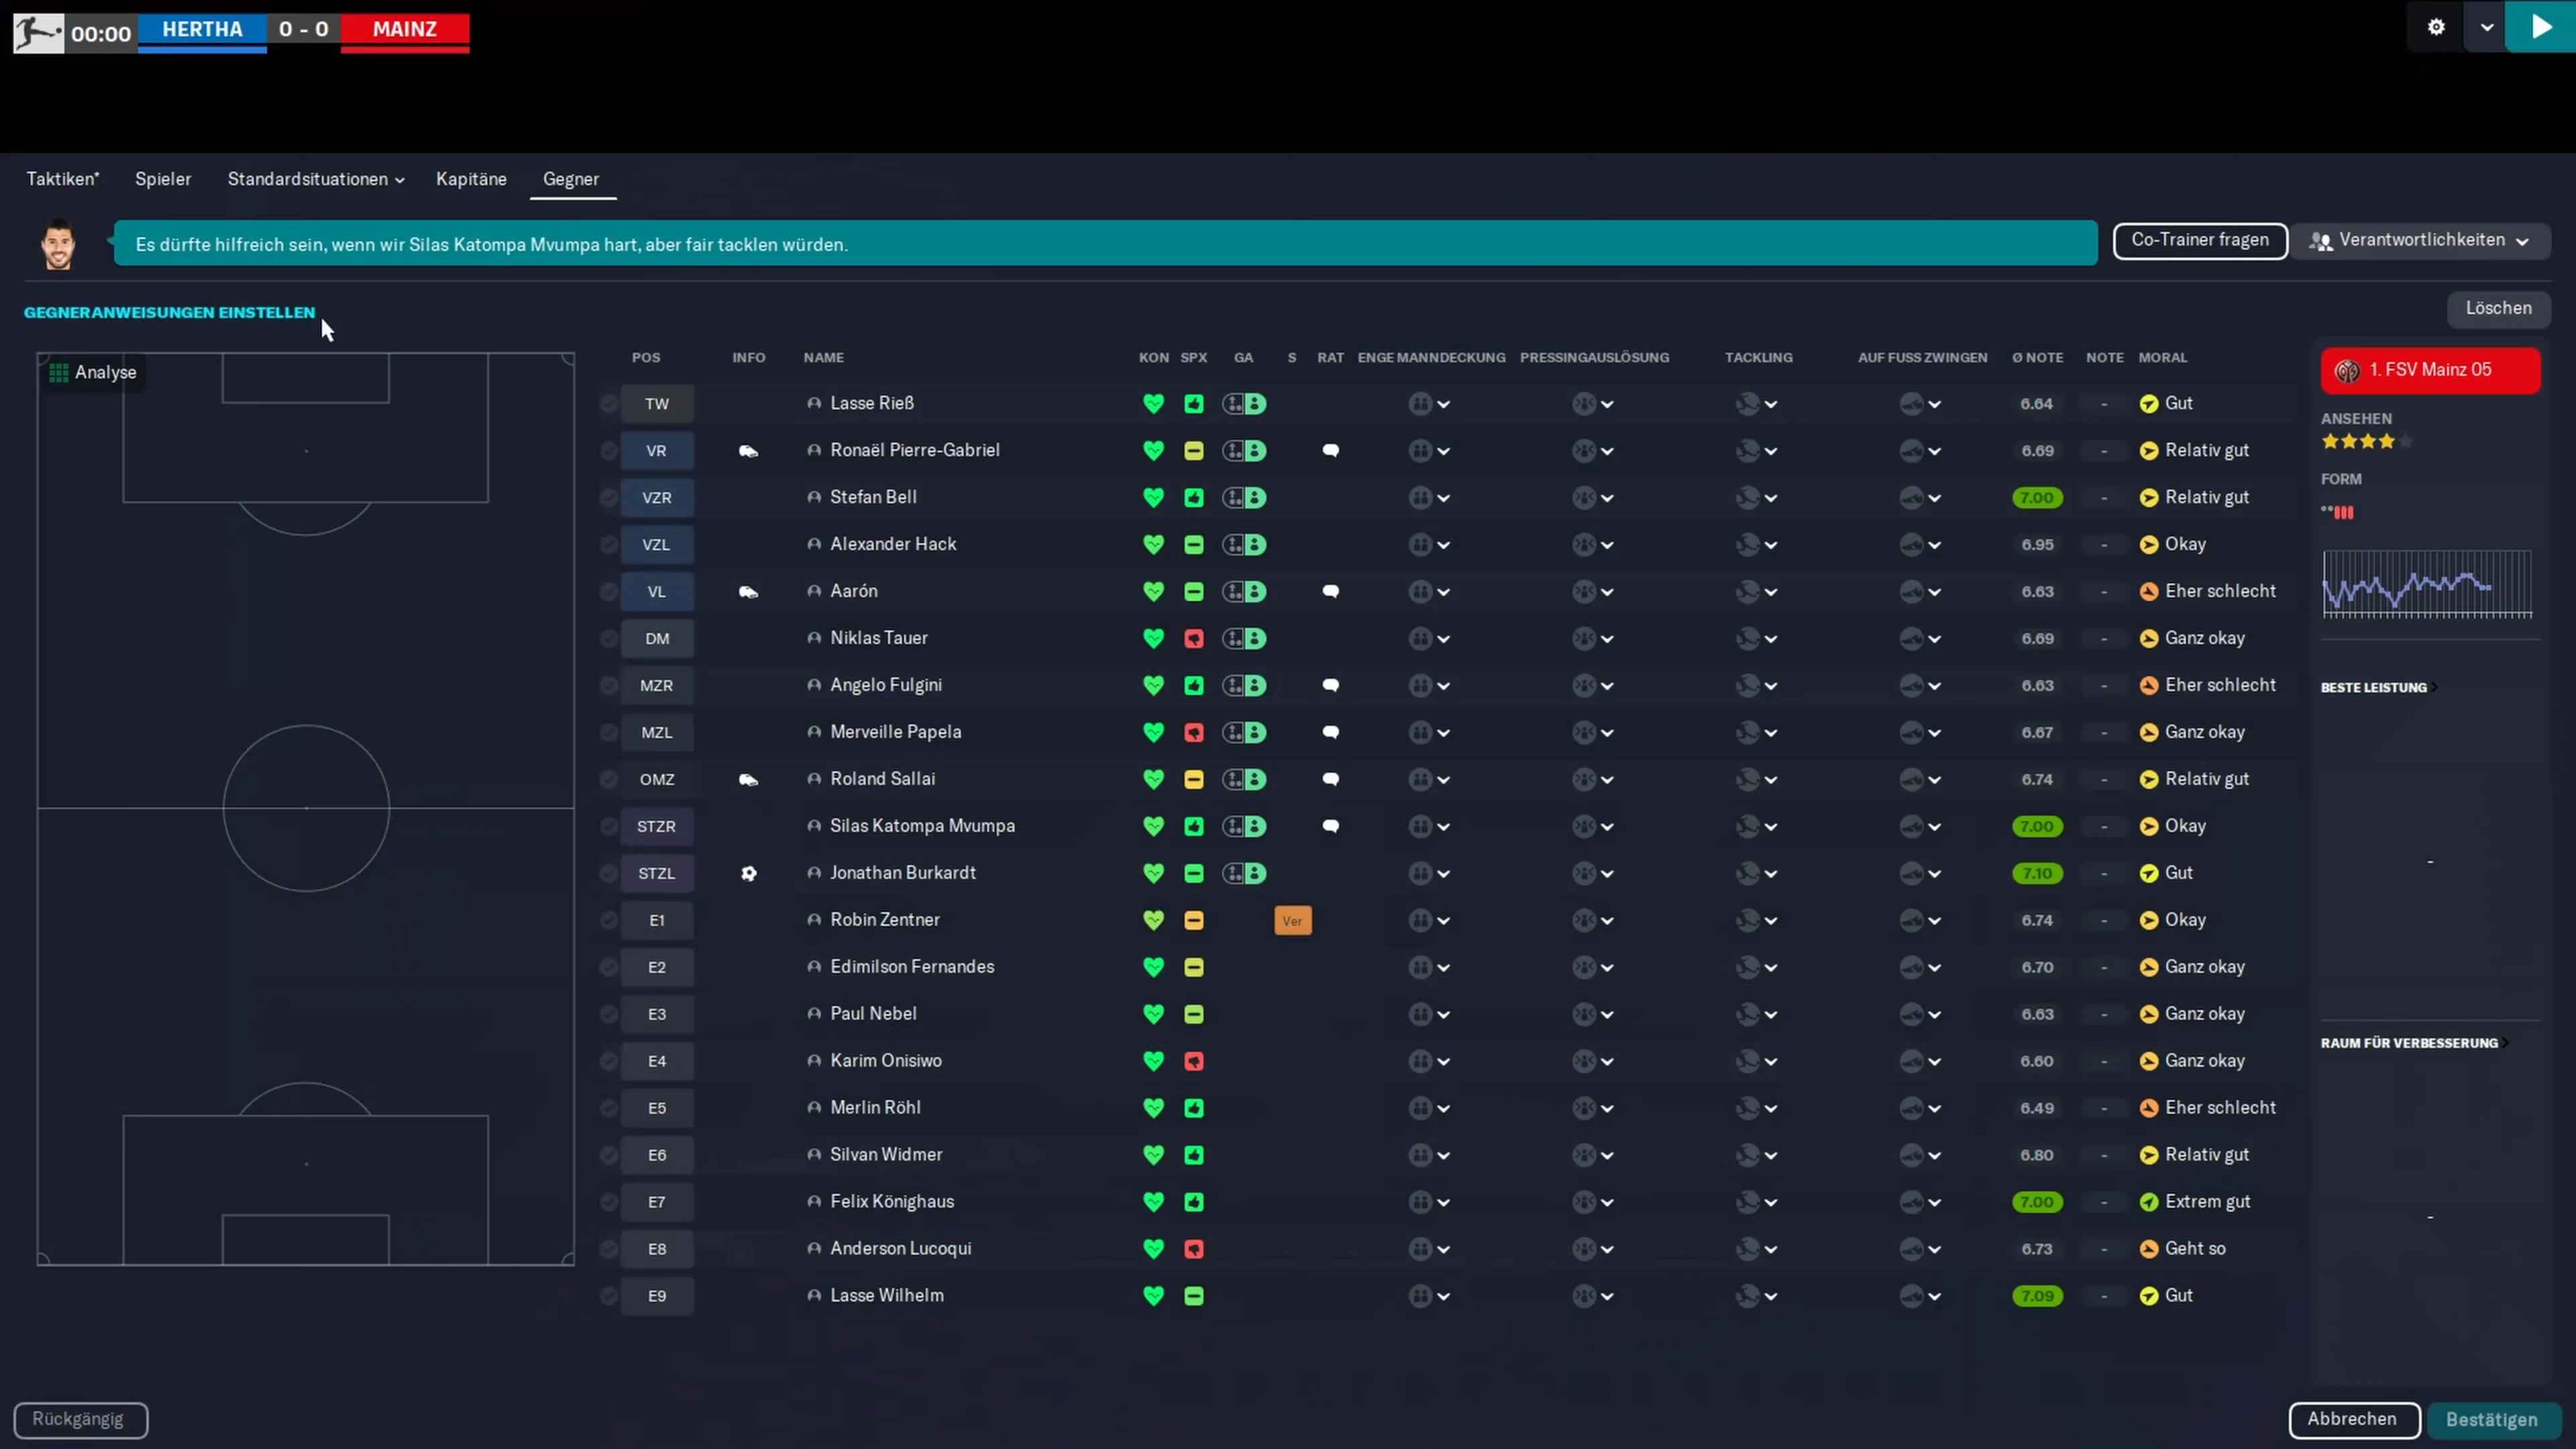 00:00 HERTHA 0 - 0 MAINZ
Taktiken* Spieler Standardsituationen Kapitäne Gegner
Es dürfte hilfreich sein, wenn wir Silas Katompa Mvumpa hart, aber fair tacklen würden.
Co-Trainer fragen Verantwortlichkeiten
GEGNERANWEISUNGEN EINSTELLEN
Löschen
Analyse
POS INFO NAME KON SPX GA S RAT ENGE MANNDECKUNG PRESSINGAUSLÖSUNG TACKLING AUF FUSS ZWINGEN Ø NOTE NOTE MORAL
TW Lasse Rieß 6.64 - Gut
VR Ronaël Pierre-Gabriel 6.69 - Relativ gut
VZR Stefan Bell 7.00 - Relativ gut
VZL Alexander Hack 6.95 - Okay
VL Aarón 6.63 - Eher schlecht
DM Niklas Tauer 6.69 - Ganz okay
MZR Angelo Fulgini 6.63 - Eher schlecht
MZL Merveille Papela 6.67 - Ganz okay
OMZ Roland Sallai 6.74 - Relativ gut
STZR Silas Katompa Mvumpa 7.00 - Okay
STZL Jonathan Burkardt 7.10 - Gut
E1 Robin Zentner Ver 6.74 - Okay
E2 Edimilson Fernandes 6.70 - Ganz okay
E3 Paul Nebel 6.63 - Ganz okay
E4 Karim Onisiwo 6.60 - Ganz okay
E5 Merlin Röhl 6.49 - Eher schlecht
E6 Silvan Widmer 6.80 - Relativ gut
E7 Felix Könighaus 7.00 - Extrem gut
E8 Anderson Lucoqui 6.73 - Geht so
E9 Lasse Wilhelm 7.09 - Gut
1. FSV Mainz 05
ANSEHEN
FORM
BESTE LEISTUNG
-
RAUM FÜR VERBESSERUNG
-
Rückgängig
Abbrechen Bestätigen